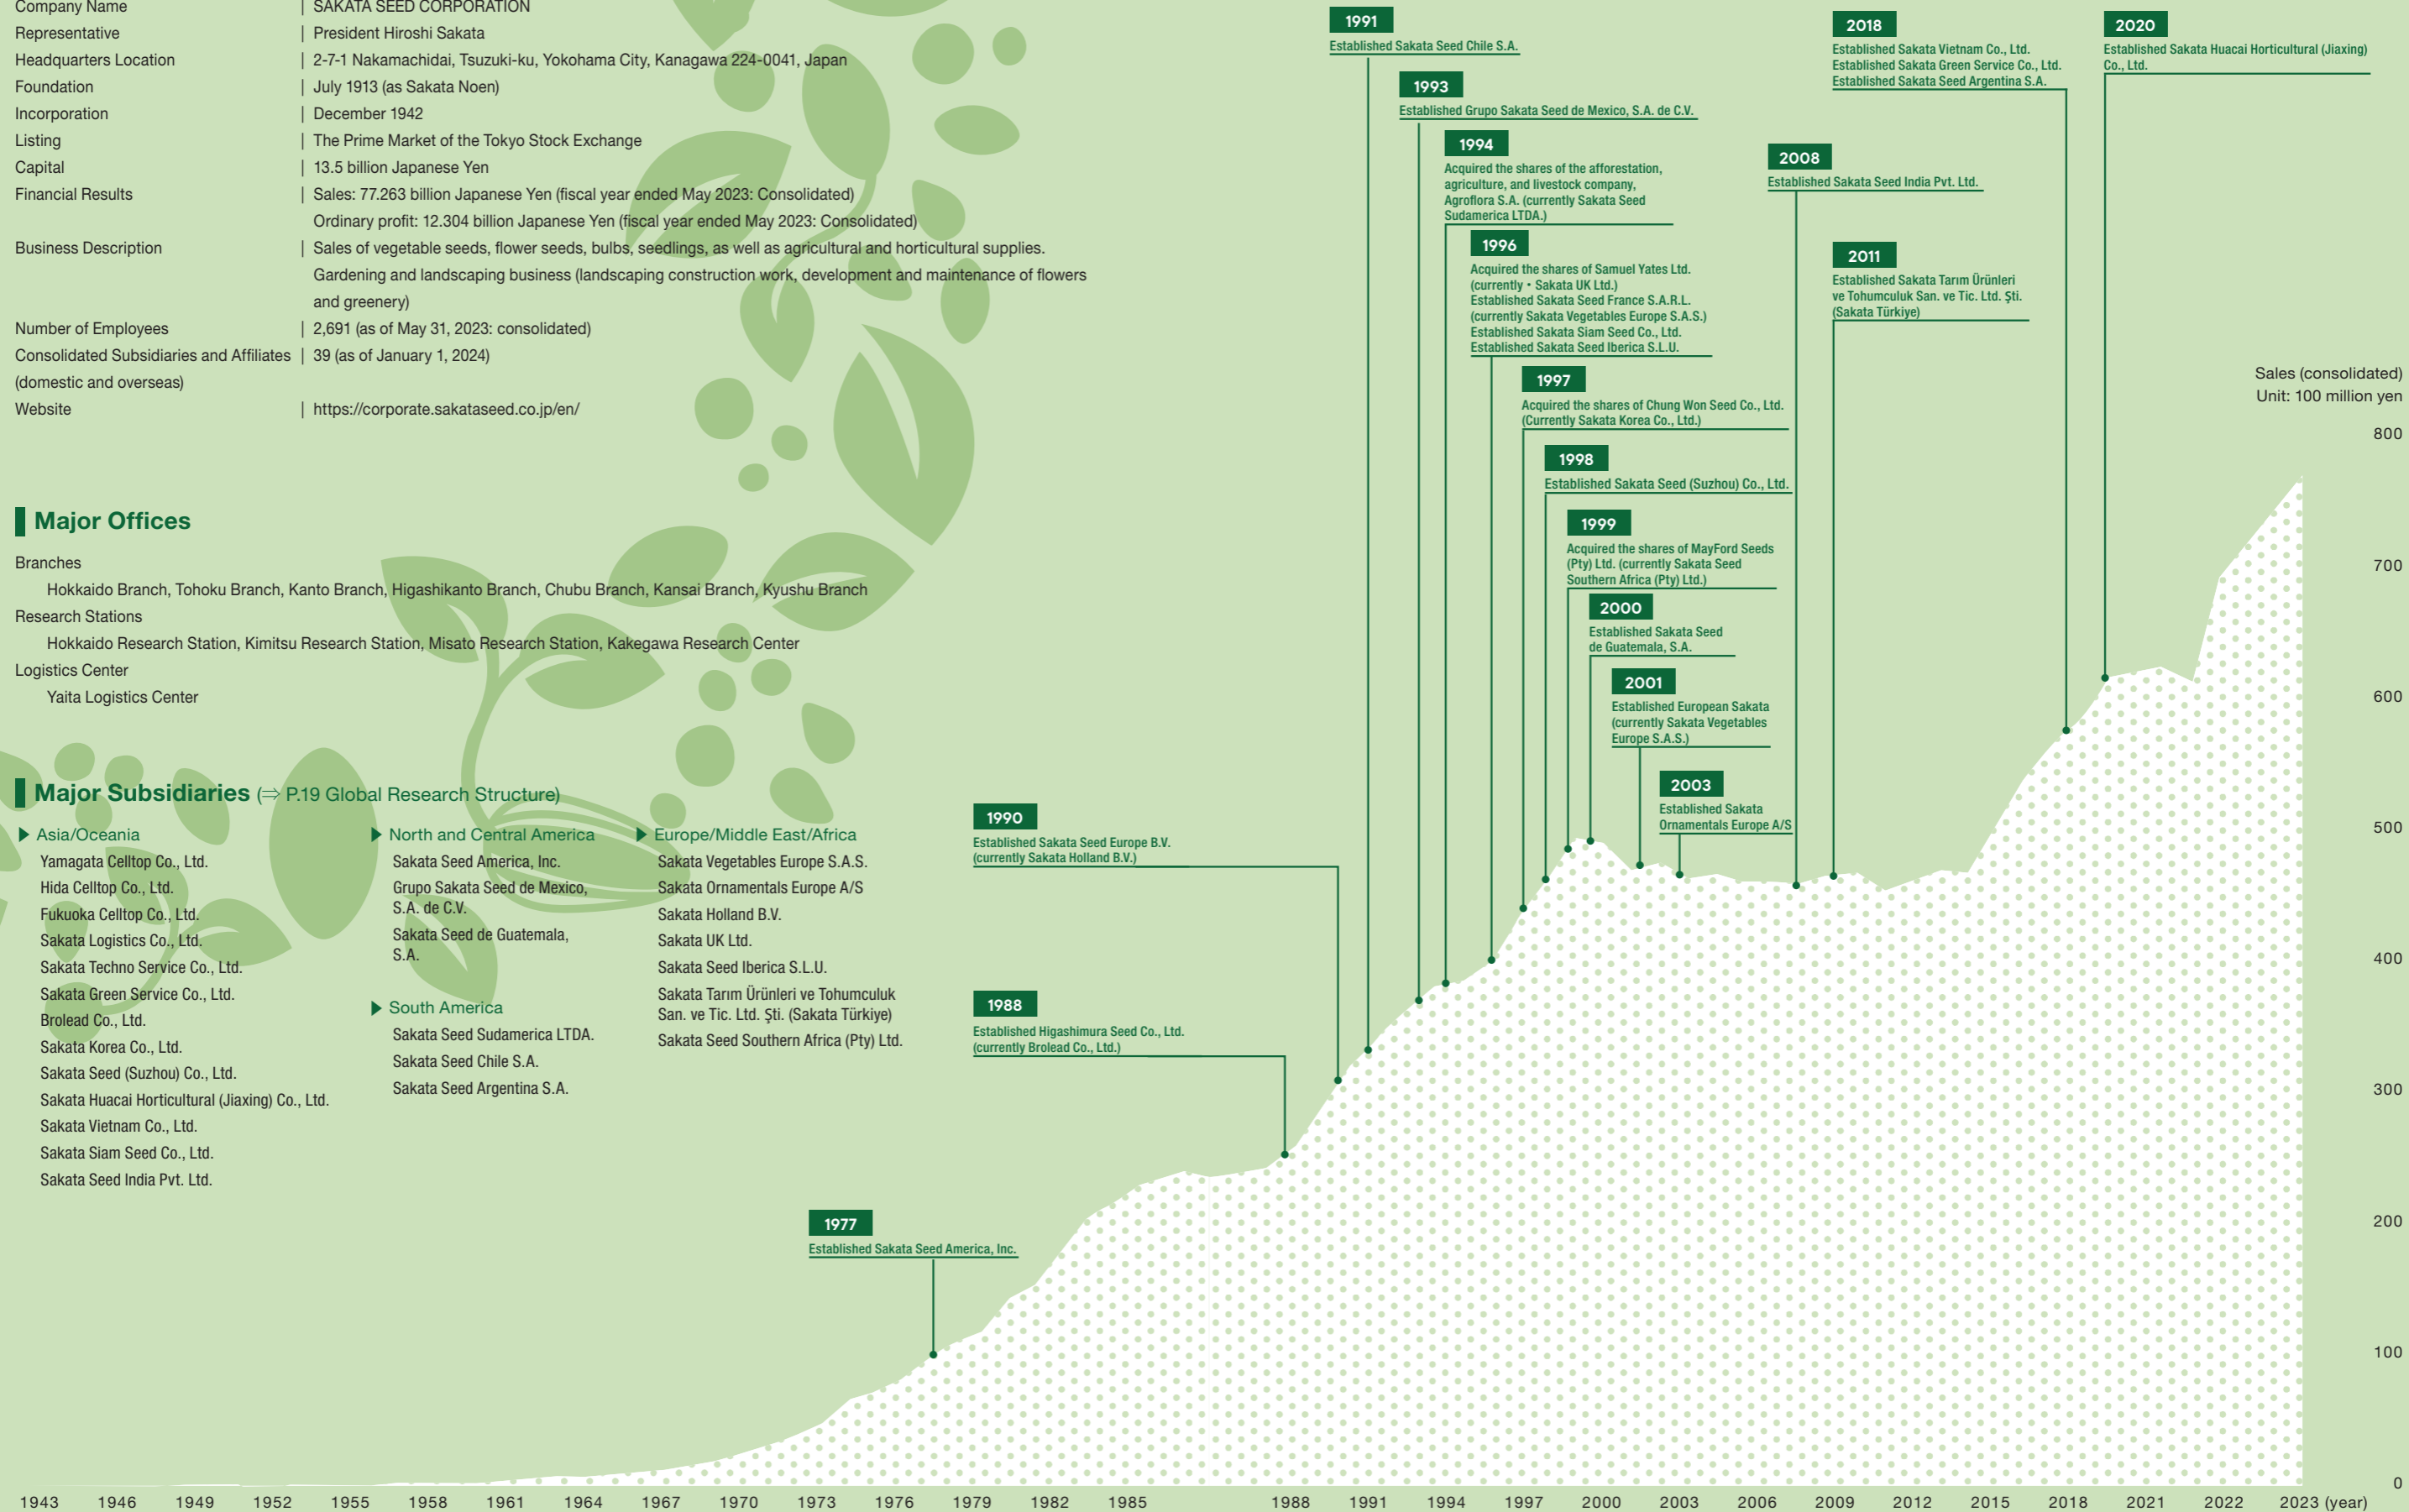 Company Name | SAKATA SEED CORPORATION
Representative | President Hiroshi Sakata
Headquarters Location | 2-7-1 Nakamachidai, Tsuzuki-ku, Yokohama City, Kanagawa 224-0041, Japan
Foundation | July 1913 (as Sakata Noen)
Incorporation | December 1942
Listing | The Prime Market of the Tokyo Stock Exchange
Capital | 13.5 billion Japanese Yen
Financial Results | Sales: 77.263 billion Japanese Yen (fiscal year ended May 2023: Consolidated)
Ordinary profit: 12.304 billion Japanese Yen (fiscal year ended May 2023: Consolidated)
Business Description | Sales of vegetable seeds, flower seeds, bulbs, seedlings, as well as agricultural and horticultural supplies.
Gardening and landscaping business (landscaping construction work, development and maintenance of flowers
and greenery)
Number of Employees | 2,691 (as of May 31, 2023: consolidated)
Consolidated Subsidiaries and Affiliates | 39 (as of January 1, 2024)
(domestic and overseas)
Website | https://corporate.sakataseed.co.jp/en/
Major Offices
Branches
Hokkaido Branch, Tohoku Branch, Kanto Branch, Higashikanto Branch, Chubu Branch, Kansai Branch, Kyushu Branch
Research Stations
Hokkaido Research Station, Kimitsu Research Station, Misato Research Station, Kakegawa Research Center
Logistics Center
Yaita Logistics Center
Major Subsidiaries (⇒ P.19 Global Research Structure)
Asia/Oceania
Yamagata Celltop Co., Ltd.
Hida Celltop Co., Ltd.
Fukuoka Celltop Co., Ltd.
Sakata Logistics Co., Ltd.
Sakata Techno Service Co., Ltd.
Sakata Green Service Co., Ltd.
Brolead Co., Ltd.
Sakata Korea Co., Ltd.
Sakata Seed (Suzhou) Co., Ltd.
Sakata Huacai Horticultural (Jiaxing) Co., Ltd.
Sakata Vietnam Co., Ltd.
Sakata Siam Seed Co., Ltd.
Sakata Seed India Pvt. Ltd.
North and Central America
Sakata Seed America, Inc.
Grupo Sakata Seed de Mexico,
S.A. de C.V.
Sakata Seed de Guatemala,
S.A.
South America
Sakata Seed Sudamerica LTDA.
Sakata Seed Chile S.A.
Sakata Seed Argentina S.A.
Europe/Middle East/Africa
Sakata Vegetables Europe S.A.S.
Sakata Ornamentals Europe A/S
Sakata Holland B.V.
Sakata UK Ltd.
Sakata Seed Iberica S.L.U.
Sakata Tarım Ürünleri ve Tohumculuk
San. ve Tic. Ltd. Şti. (Sakata Türkiye)
Sakata Seed Southern Africa (Pty) Ltd.
1977
Established Sakata Seed America, Inc.
1988
Established Higashimura Seed Co., Ltd.
(currently Brolead Co., Ltd.)
1990
Established Sakata Seed Europe B.V.
(currently Sakata Holland B.V.)
1991
Established Sakata Seed Chile S.A.
1993
Established Grupo Sakata Seed de Mexico, S.A. de C.V.
1994
Acquired the shares of the afforestation,
agriculture, and livestock company,
Agroflora S.A. (currently Sakata Seed
Sudamerica LTDA.)
1996
Acquired the shares of Samuel Yates Ltd.
(currently・Sakata UK Ltd.)
Established Sakata Seed France S.A.R.L.
(currently Sakata Vegetables Europe S.A.S.)
Established Sakata Siam Seed Co., Ltd.
Established Sakata Seed Iberica S.L.U.
1997
Acquired the shares of Chung Won Seed Co., Ltd.
(Currently Sakata Korea Co., Ltd.)
1998
Established Sakata Seed (Suzhou) Co., Ltd.
1999
Acquired the shares of MayFord Seeds
(Pty) Ltd. (currently Sakata Seed
Southern Africa (Pty) Ltd.)
2000
Established Sakata Seed
de Guatemala, S.A.
2001
Established European Sakata
(currently Sakata Vegetables
Europe S.A.S.)
2003
Established Sakata
Ornamentals Europe A/S
2008
Established Sakata Seed India Pvt. Ltd.
2011
Established Sakata Tarım Ürünleri
ve Tohumculuk San. ve Tic. Ltd. Şti.
(Sakata Türkiye)
2018
Established Sakata Vietnam Co., Ltd.
Established Sakata Green Service Co., Ltd.
Established Sakata Seed Argentina S.A.
2020
Established Sakata Huacai Horticultural (Jiaxing)
Co., Ltd.
Sales (consolidated)
Unit: 100 million yen
800
700
600
500
400
300
200
100
0
1943 1946 1949 1952 1955 1958 1961 1964 1967 1970 1973 1976 1979 1982 1985 1988 1991 1994 1997 2000 2003 2006 2009 2012 2015 2018 2021 2022 2023 (year)